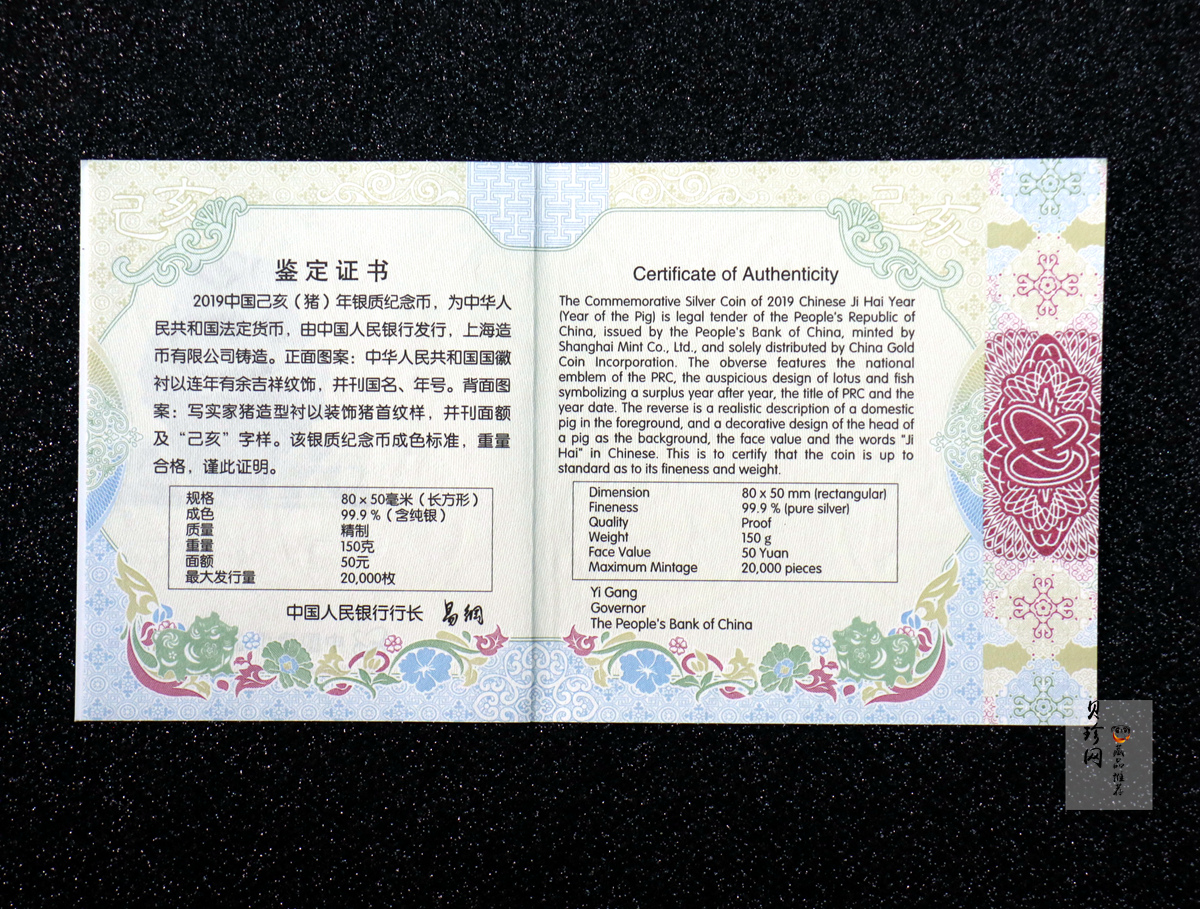 己亥
己亥
鉴定证书
2019中国己亥（猪）年银质纪念币，为中华人
民共和国法定货币，由中国人民银行发行，上海造
币有限公司铸造。正面图案：中华人民共和国国徽
衬以连年有余吉祥纹饰，并刊国名、年号。背面图
案：写实家猪造型衬以装饰猪首纹样，并刊面额
及“己亥”字样。该银质纪念币成色标准，重量
合格，谨此证明。
规格 80 x 50毫米（长方形）
成色 99.9 %（含纯银）
质量 精制
重量 150克
面额 50元
最大发行量 20,000枚
中国人民银行行长 易纲
Certificate of Authenticity
The Commemorative Silver Coin of 2019 Chinese Ji Hai Year
(Year of the Pig) is legal tender of the People's Republic of
China, issued by the People's Bank of China, minted by
Shanghai Mint Co., Ltd., and solely distributed by China Gold
Coin Incorporation. The obverse features the national
emblem of the PRC, the auspicious design of lotus and fish
symbolizing a surplus year after year, the title of PRC and the
year date. The reverse is a realistic description of a domestic
pig in the foreground, and a decorative design of the head of
a pig as the background, the face value and the words "Ji
Hai" in Chinese. This is to certify that the coin is up to
standard as to its fineness and weight.
Dimension 80 x 50 mm (rectangular)
Fineness 99.9 % (pure silver)
Quality Proof
Weight 150 g
Face Value 50 Yuan
Maximum Mintage 20,000 pieces
Yi Gang
Governor
The People's Bank of China
贝珍网
藏品推荐